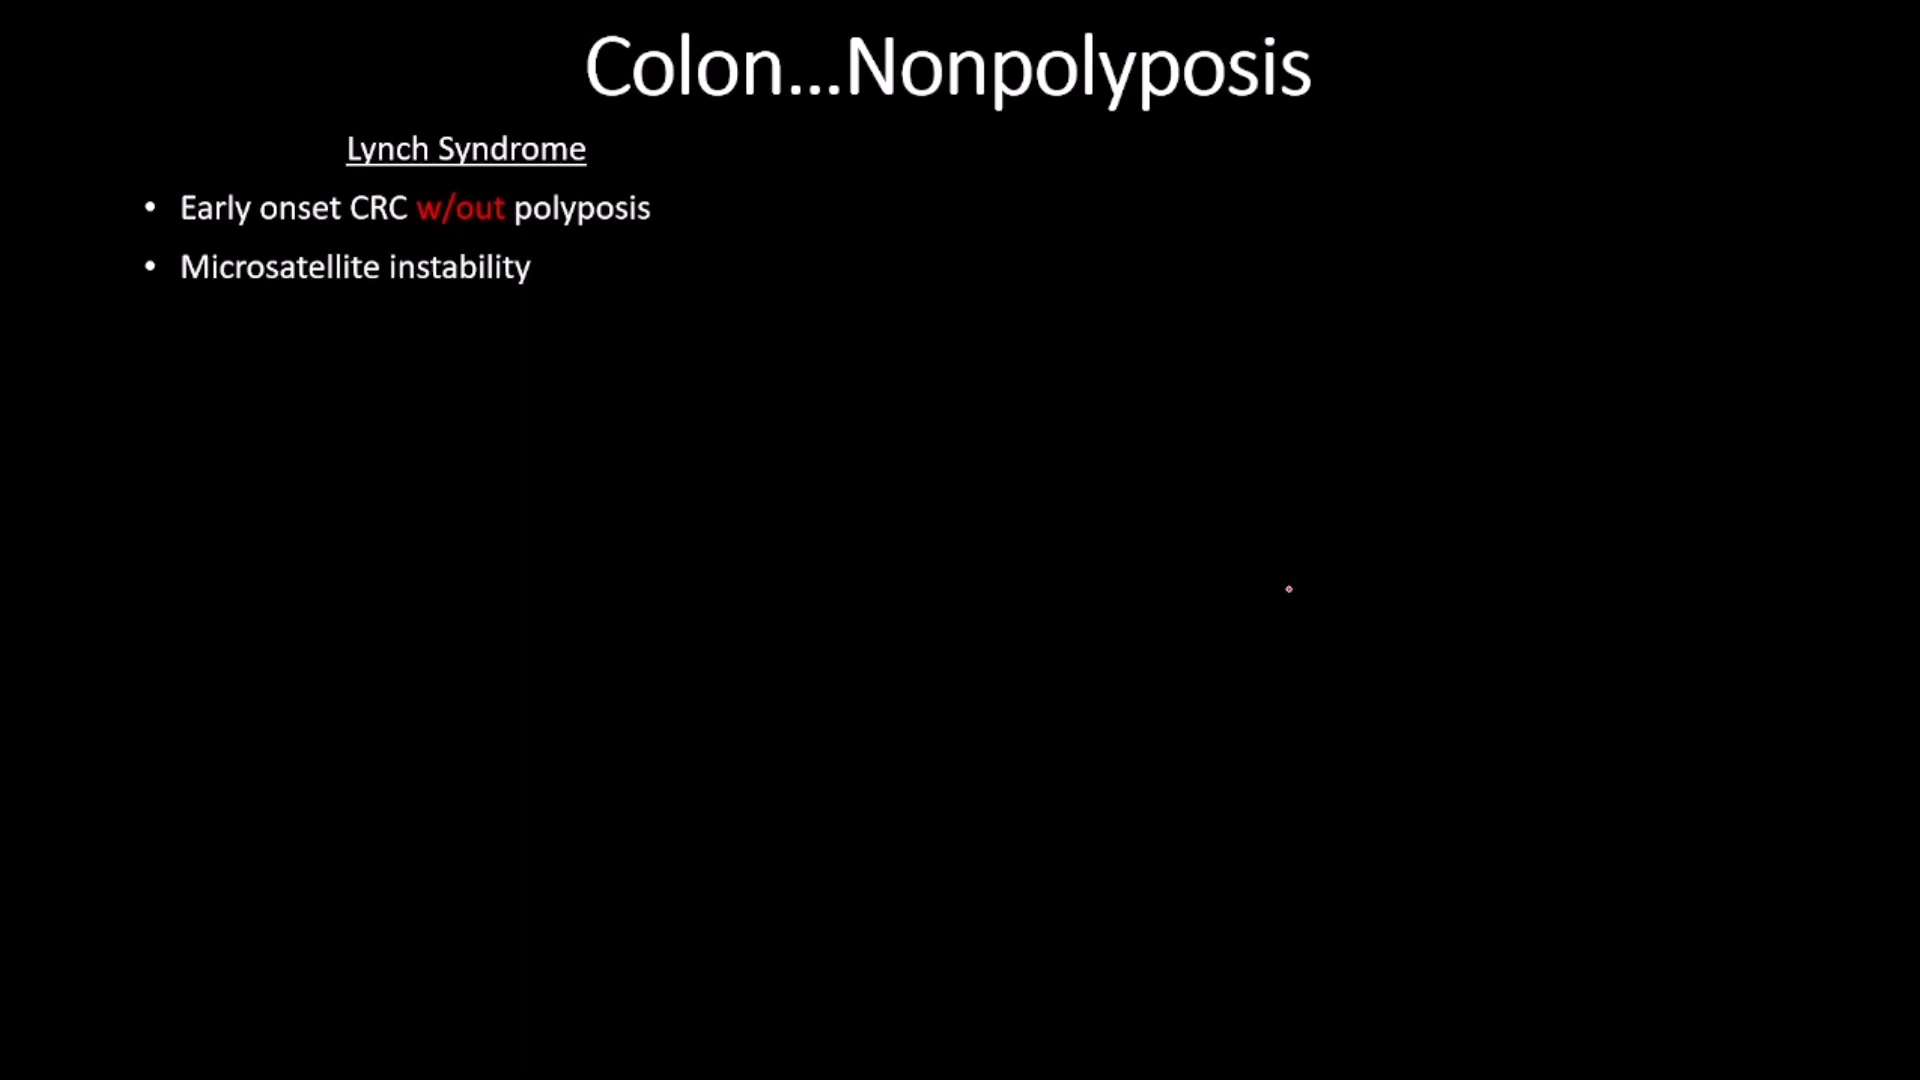 Colon...Nonpolyposis
Lynch Syndrome
• Early onset CRC w/out polyposis
• Microsatellite instability